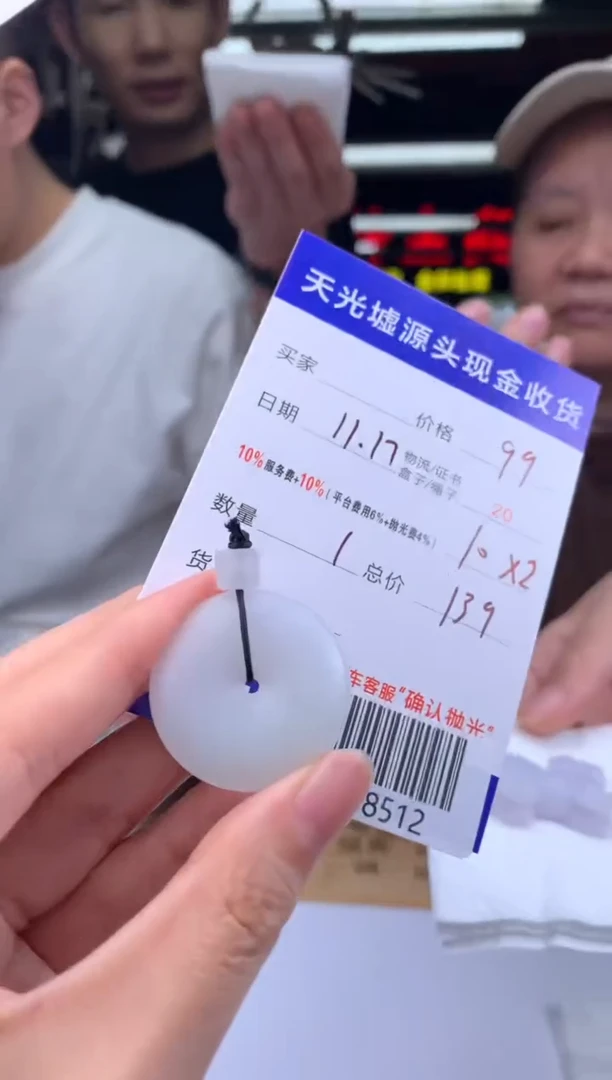 天光墟源头现金收货
买家 价格 99
日期 11.17 物流/证书 盒子/绳子 20
10%服务费+10%(平台费用6%+抛光费4%) 10 X2
数量 1 总价 139
货
车客服"确认抛光"
8512